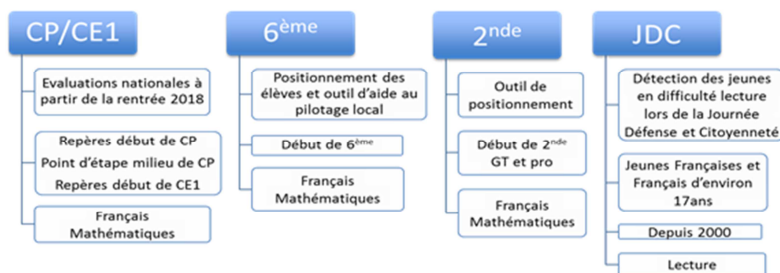 CP/CE1
Evaluations nationales à
partir de la rentrée 2018
Repères début de CP
Point d'étape milieu de CP
Repères début de CE1
Français
Mathématiques
6ème
Positionnement des
élèves et outil d'aide au
pilotage local
Début de 6ème
Français
Mathématiques
2nde
Outil de
positionnement
Début de 2nde
GT et pro
Français
Mathématiques
JDC
Détection des jeunes
en difficulté lecture
lors de la Journée
Défense et Citoyenneté
Jeunes Françaises et
Français d'environ
17ans
Depuis 2000
Lecture